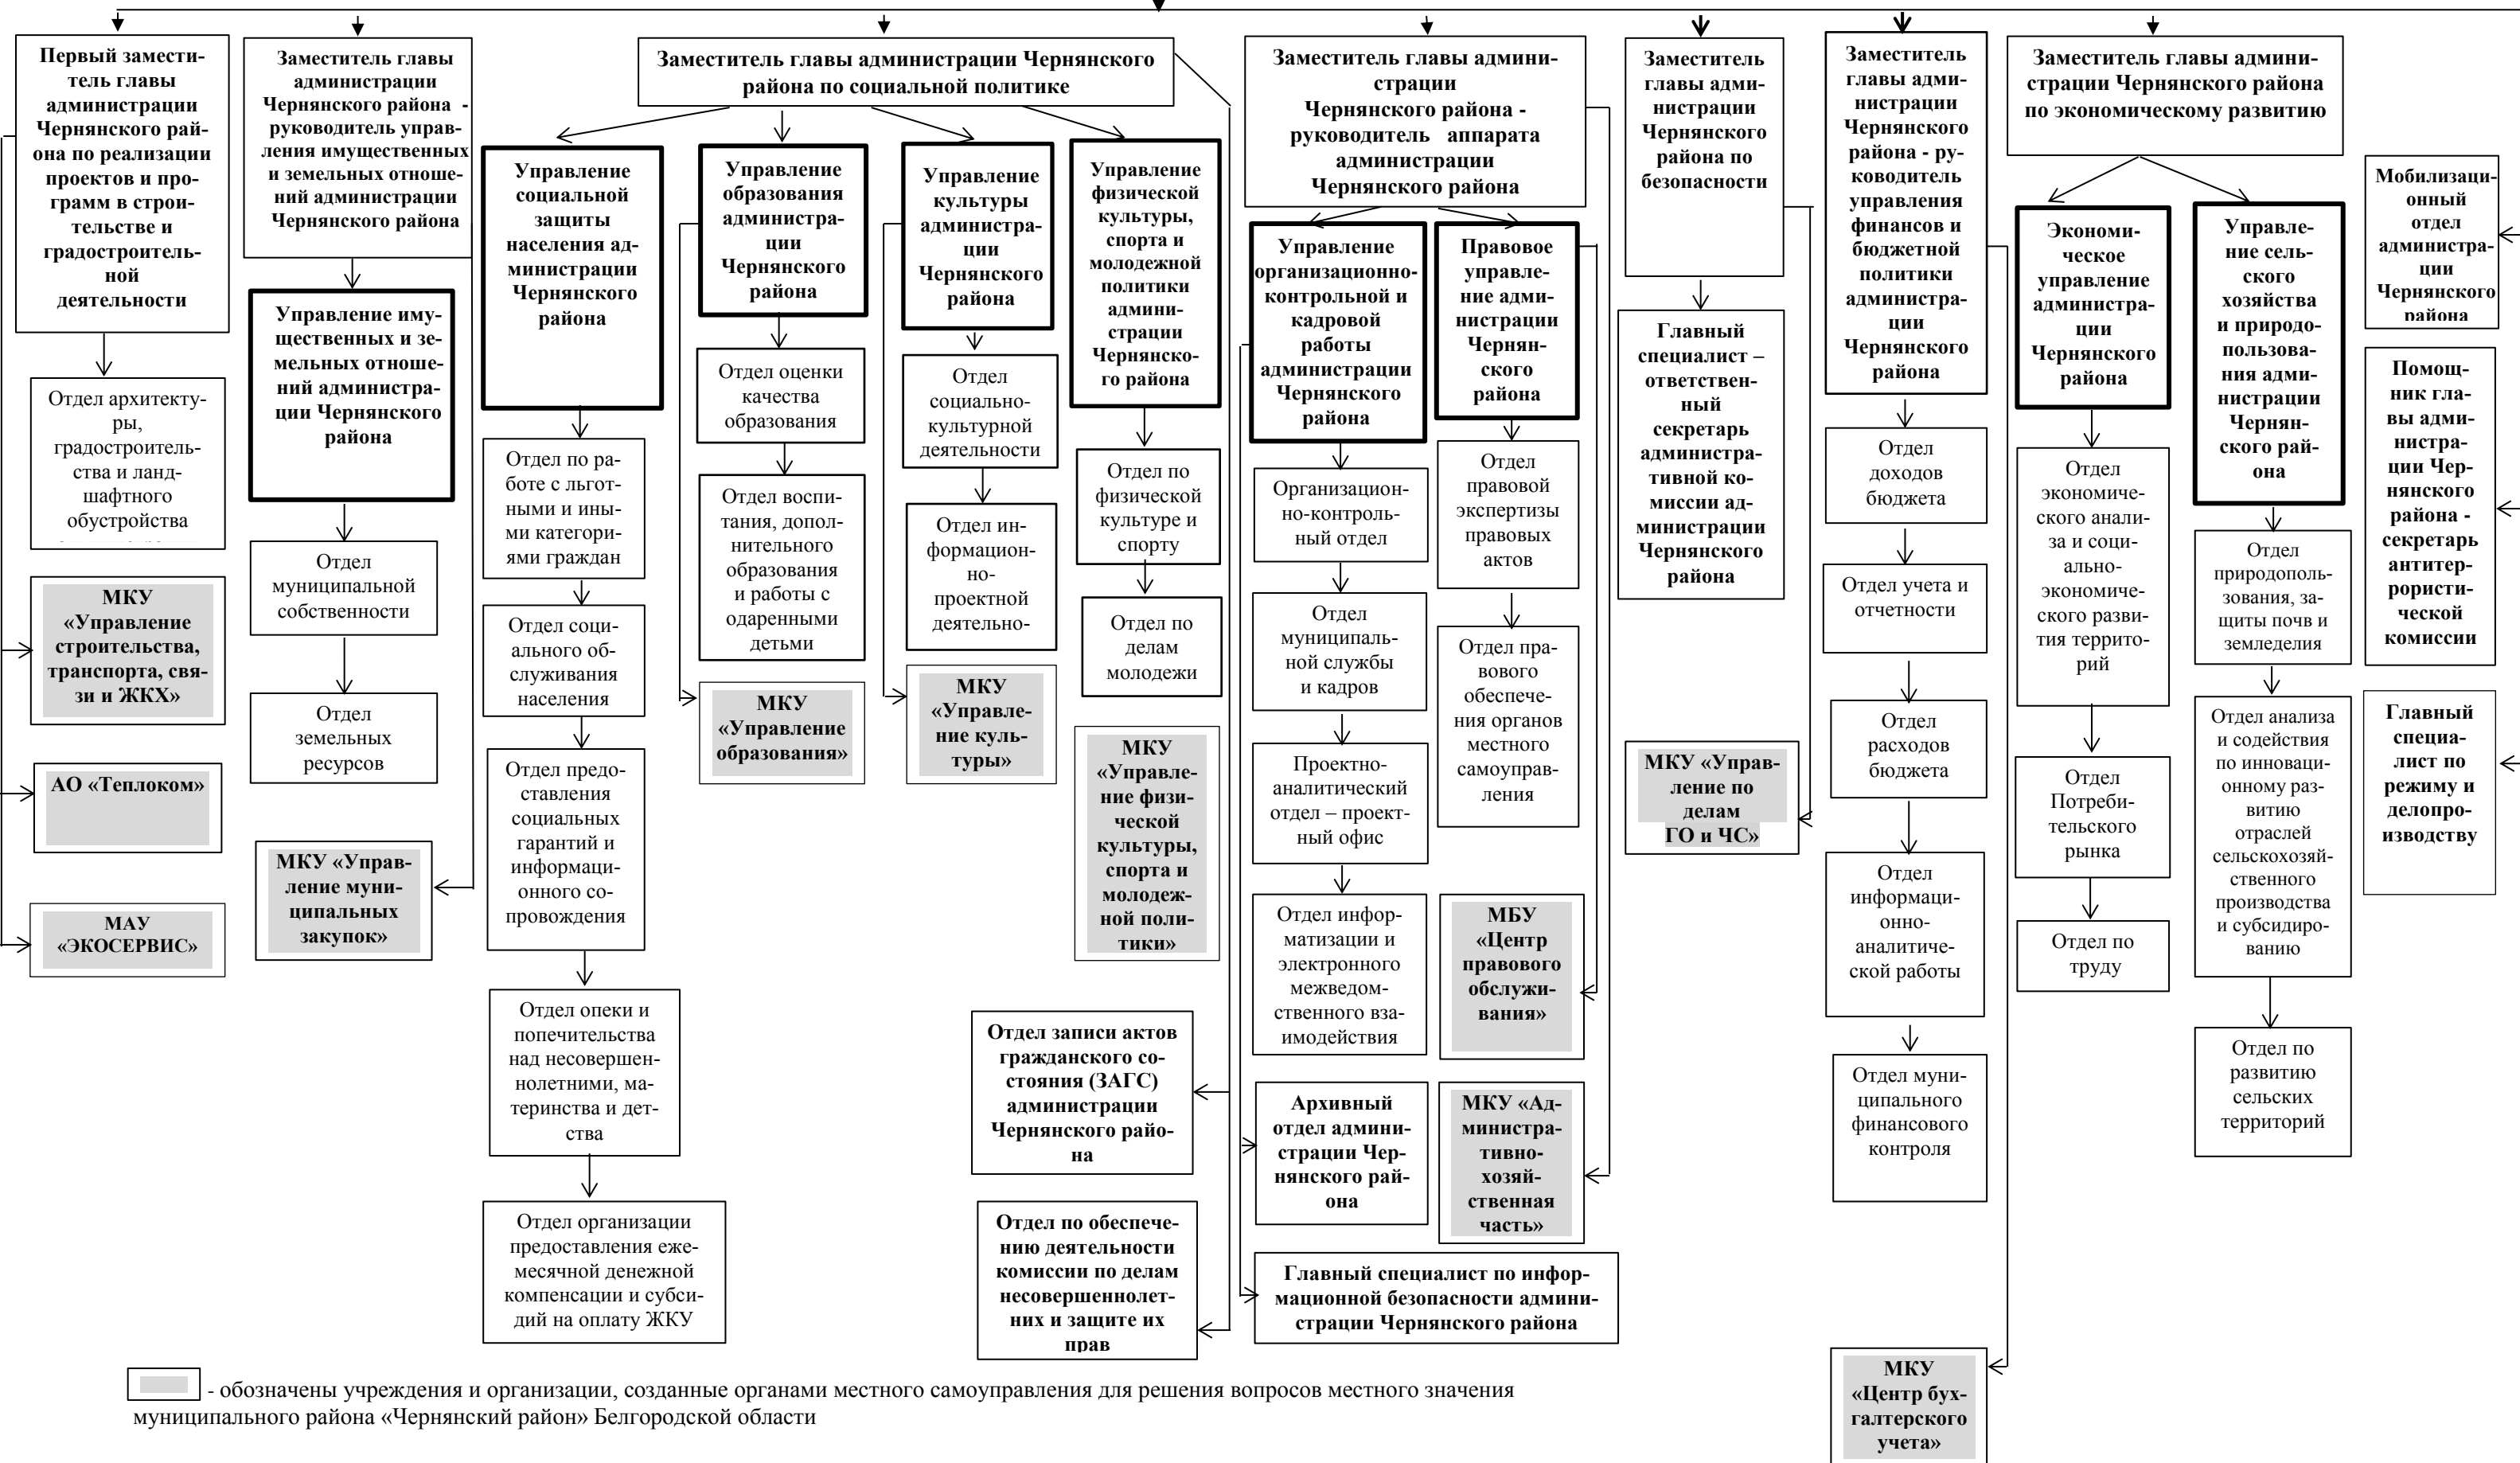 Первый замести-
тель главы
администрации
Чернянского рай-
она по реализации
проектов и про-
грамм в строи-
тельстве и
градостроитель-
ной
деятельности
Отдел архитекту-
ры,
градостроитель-
ства и ланд-
шафтного
обустройства
МКУ
«Управление
строительства,
транспорта, свя-
зи и ЖКХ»
АО «Теплоком»
МАУ
«ЭКОСЕРВИС»
Заместитель главы
администрации
Чернянского района -
руководитель управ-
ления имущественных
и земельных отноше-
ний администрации
Чернянского района
Управление иму-
щественных и зе-
мельных отноше-
ний администра-
ции Чернянского
района
Отдел
муниципальной
собственности
Отдел
земельных
ресурсов
МКУ «Управ-
ление муни-
ципальных
закупок»
Заместитель главы администрации Чернянского
района по социальной политике
Управление
социальной
защиты
населения ад-
министрации
Чернянского
района
Отдел по ра-
боте с льгот-
ными и ины-
ми категори-
ями граждан
Отдел соци-
ального об-
служивания
населения
Отдел предо-
ставления
социальных
гарантий и
информаци-
онного со-
провождения
Отдел опеки и
попечительства
над несовершен-
нолетними, ма-
теринства и дет-
ства
Отдел организации
предоставления еже-
месячной денежной
компенсации и субси-
дий на оплату ЖКУ
Управление
образования
администра-
ции
Чернянского
района
Отдел оценки
качества
образования
Отдел воспи-
тания, допол-
нительного
образования
и работы с
одаренными
детьми
МКУ
«Управление
образования»
Управление
культуры
администра-
ции
Чернянского
района
Отдел
социально-
культурной
деятельности
Отдел ин-
формацион-
но-
проектной
деятельно-
МКУ
«Управле-
ние куль-
туры»
Управление
физической
культуры,
спорта и
молодежной
политики
админи-
страции
Чернянско-
го района
Отдел по
физической
культуре и
спорту
Отдел по
делам
молодежи
МКУ
«Управле-
ние физи-
ческой
культуры,
спорта и
молодеж-
ной поли-
тики»
Отдел записи актов
гражданского со-
стояния (ЗАГС)
администрации
Чернянского райо-
на
Отдел по обеспече-
нию деятельности
комиссии по делам
несовершеннолет-
них и защите их
прав
Заместитель главы адми-
нистрации
Чернянского района -
руководитель аппарата
администрации
Чернянского района
Управление
организационно-
контрольной и
кадровой
работы
администрации
Чернянского
района
Организацион-
но-контроль-
ный отдел
Отдел
муниципаль-
ной службы
и кадров
Проектно-
аналитический
отдел – проект-
ный офис
Отдел инфор-
матизации и
электронного
межведом-
ственного вза-
имодействия
Архивный
отдел админи-
страции Чер-
нянского рай-
она
Главный специалист по инфор-
мационной безопасности админи-
страции Чернянского района
Правовое
управле-
ние адми-
нистрации
Чернян-
ского
района
Отдел
правовой
экспертизы
правовых
актов
Отдел пра-
вового
обеспече-
ния органов
местного
самоуправ-
ления
МБУ
«Центр
правового
обслужи-
вания»
МКУ «Ад-
министра-
тивно-
хозяй-
ственная
часть»
Заместитель
главы адми-
нистрации
Чернянского
района по
безопасности
Главный
специалист –
ответствен-
ный
секретарь
администра-
тивной ко-
миссии ад-
министрации
Чернянского
района
МКУ «Управ-
ление по
делам
ГО и ЧС»
Заместитель
главы адми-
нистрации
Чернянского
района - ру-
ководитель
управления
финансов и
бюджетной
политики
администра-
ции
Чернянского
района
Отдел
доходов
бюджета
Отдел учета и
отчетности
Отдел
расходов
бюджета
Отдел
информаци-
онно-
аналитиче-
ской работы
Отдел муни-
ципального
финансового
контроля
МКУ
«Центр бух-
галтерского
учета»
Заместитель главы адми-
нистрации Чернянского района
по экономическому развитию
Экономи-
ческое
управление
администра-
ции
Чернянского
района
Отдел
экономиче-
ского анали-
за и соци-
ально-
экономиче-
ского разви-
тия террито-
рий
Отдел
Потреби-
тельского
рынка
Отдел по
труду
Управле-
ние сель-
ского
хозяйства
и природо-
пользова-
ния адми-
нистрации
Чернян-
ского рай-
она
Отдел
природополь-
зования, за-
щиты почв и
земледелия
Отдел анализа
и содействия
по инноваци-
онному раз-
витию
отраслей
сельскохозяй-
ственного
производства
и субсидиро-
ванию
Отдел по
развитию
сельских
территорий
Мобилизаци-
онный
отдел
администра-
ции
Чернянского
района
Помощ-
ник гла-
вы адми-
нистра-
ции Чер-
нянского
района -
секретарь
антитер-
рористи-
ческой
комиссии
Главный
специа-
лист по
режиму и
делопро-
изводству
- обозначены учреждения и организации, созданные органами местного самоуправления для решения вопросов местного значения
муниципального района «Чернянский район» Белгородской области